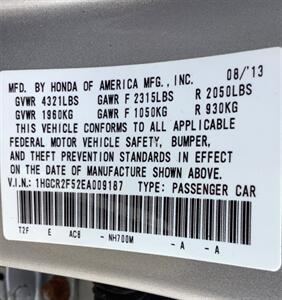 MFD. BY HONDA OF AMERICA MFG., INC. 08/'13
GVWR 4321LBS GAWR F 2315LBS R 2050LBS
GVWR 1960KG GAWR F 1050KG R 930KG
THIS VEHICLE CONFORMS TO ALL APPLICABLE
FEDERAL MOTOR VEHICLE SAFETY, BUMPER,
AND THEFT PREVENTION STANDARDS IN EFFECT
ON THE DATE OF MANUFACTURE SHOWN ABOVE.
V.I.N.: 1HGCR2F52EA009187 TYPE: PASSENGER CAR
T2F E AC8 - NH700M - A - A